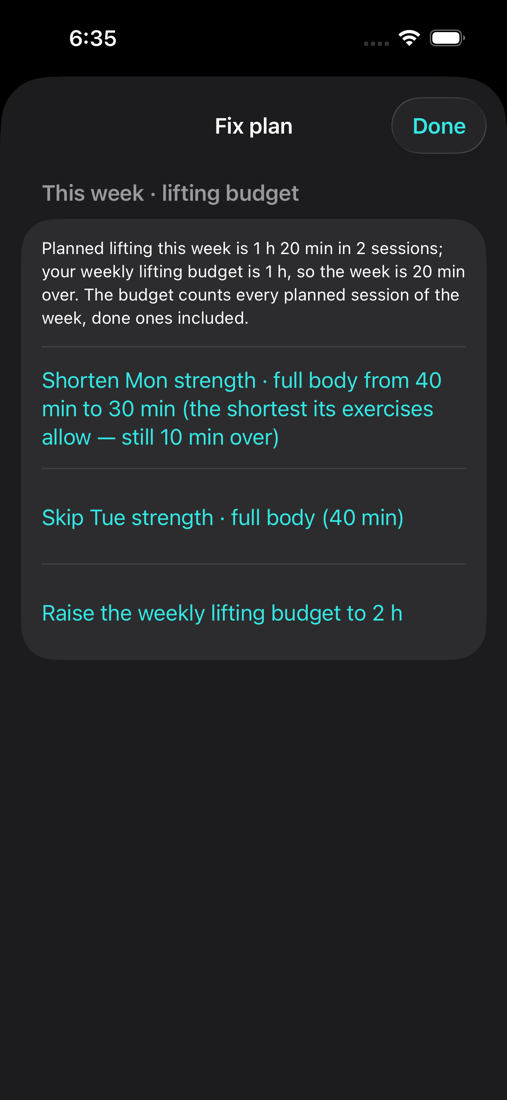 6:35
Fix plan
Done
This week · lifting budget
Planned lifting this week is 1 h 20 min in 2 sessions;
your weekly lifting budget is 1 h, so the week is 20 min
over. The budget counts every planned session of the
week, done ones included.
Shorten Mon strength · full body from 40
min to 30 min (the shortest its exercises
allow — still 10 min over)
Skip Tue strength · full body (40 min)
Raise the weekly lifting budget to 2 h